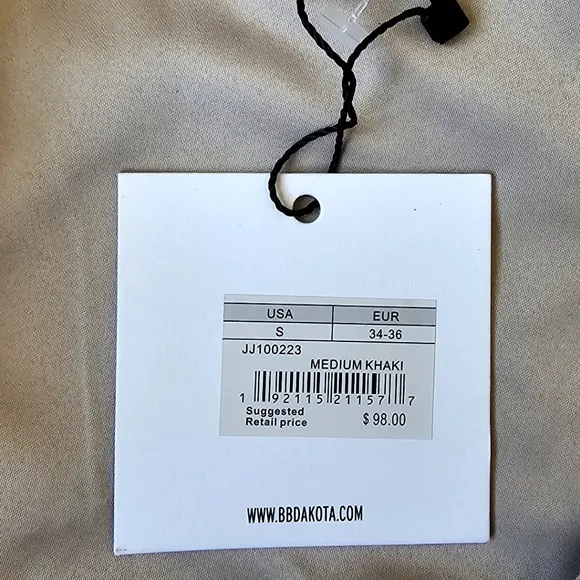 USA EUR
S 34-36
JJ100223
MEDIUM KHAKI
1 92115 21157 7
Suggested
Retail price $ 98.00
WWW.BBDAKOTA.COM